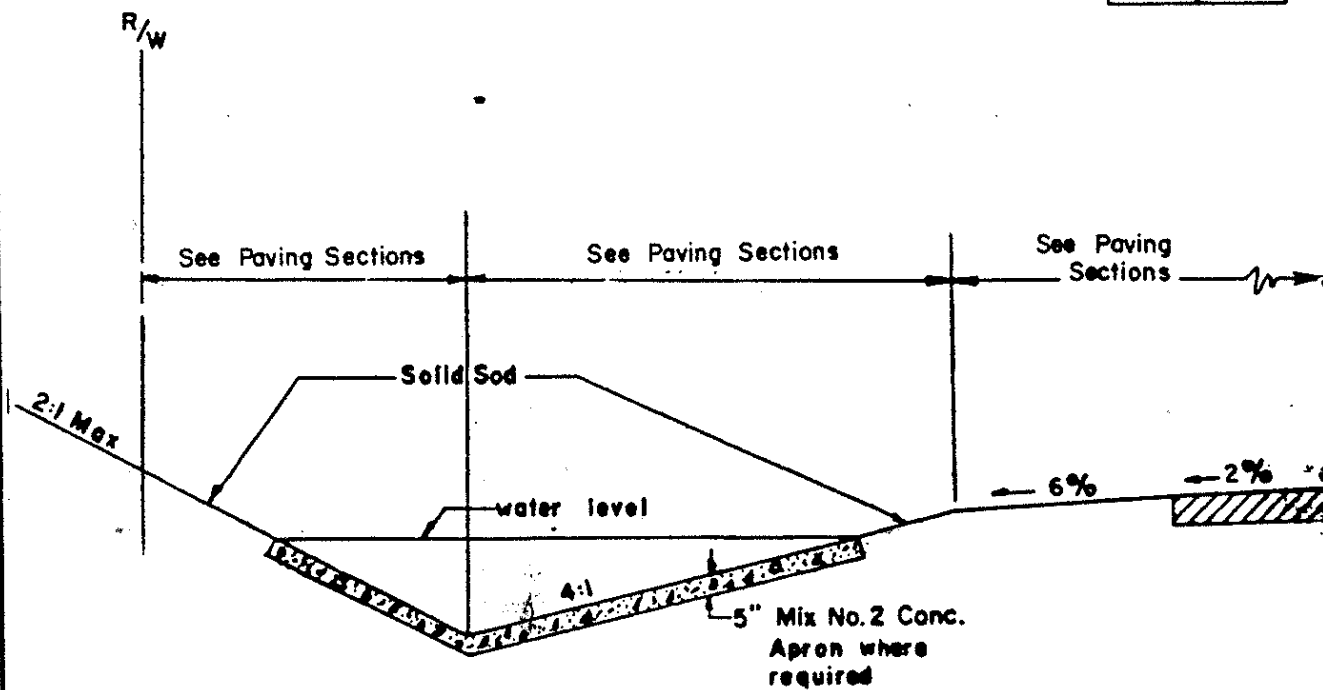 R/W
See Paving Sections
See Paving Sections
See Paving
Sections
Solid Sod
2:1 Max
6%
2%
water level
4:1
5" Mix No. 2 Conc.
Apron where
required